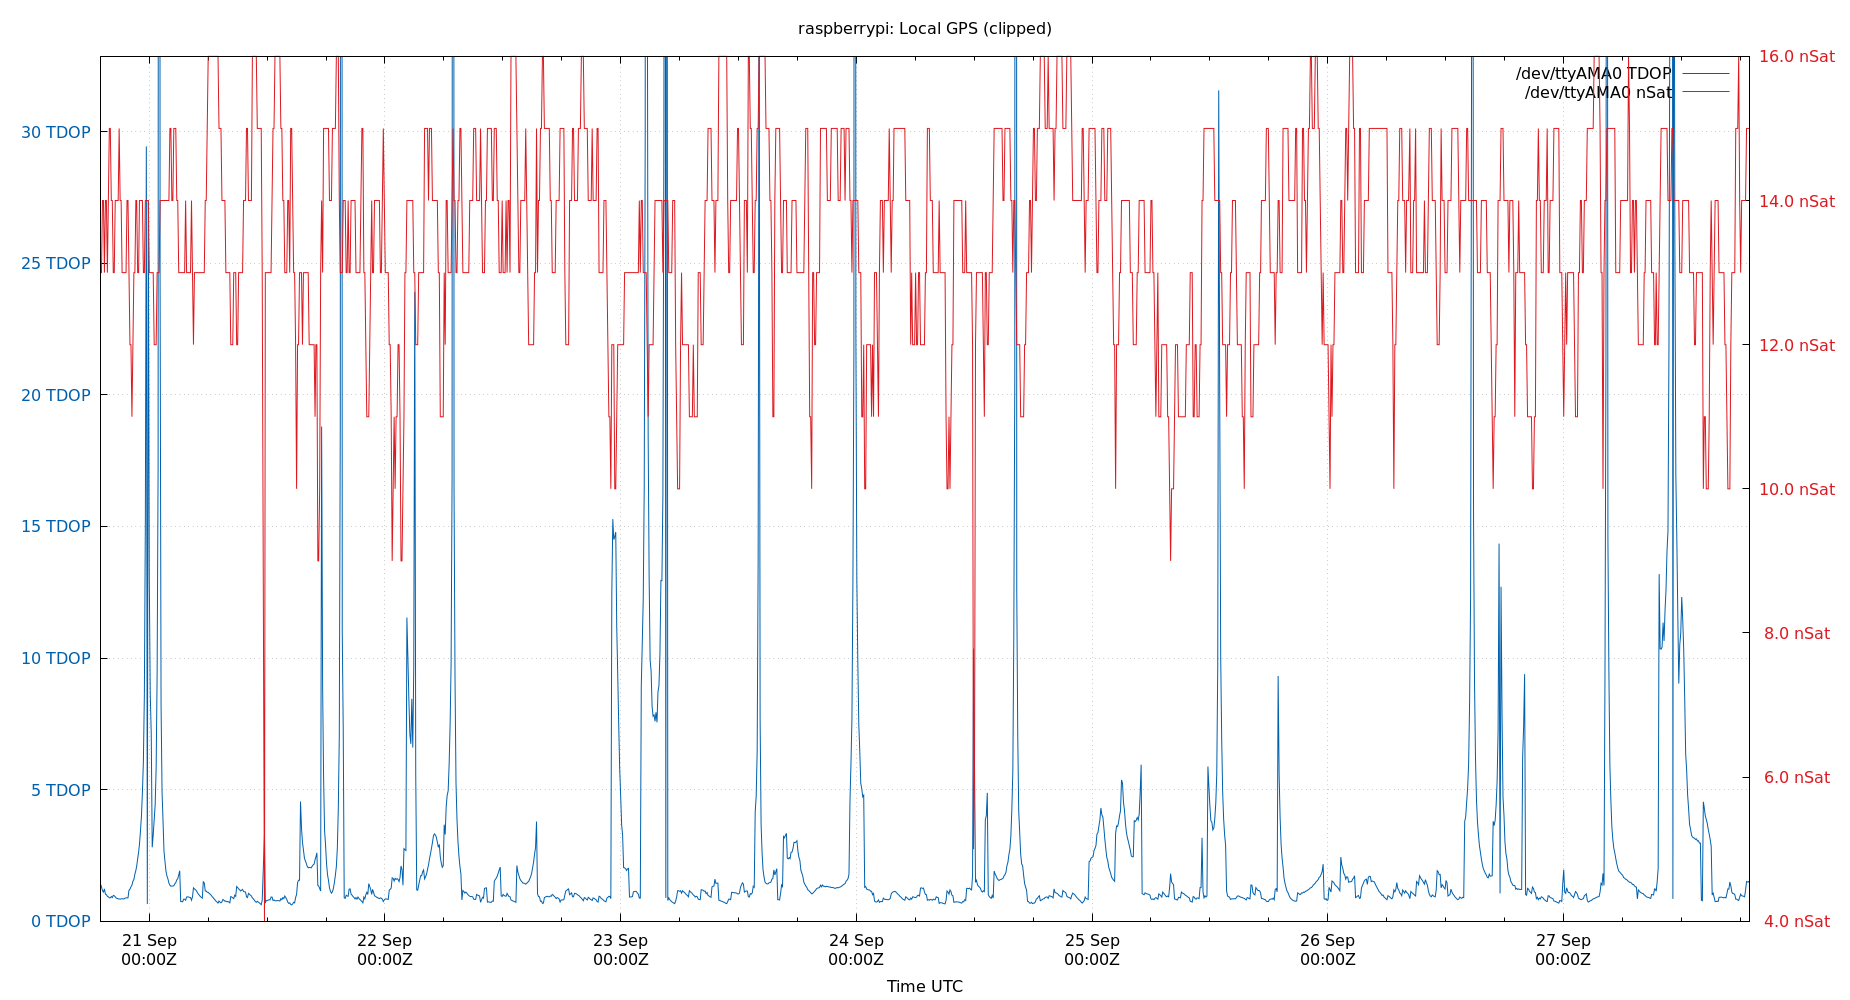 raspberrypi: Local GPS (clipped)
16.0 nSat
/dev/ttyAMA0 TDOP
/dev/ttyAMA0 nSat
30 TDOP
14.0 nSat
25 TDOP
12.0 nSat
20 TDOP
10.0 nSat
15 TDOP
8.0 nSat
10 TDOP
6.0 nSat
5 TDOP
0 TDOP
4.0 nSat
21 Sep 22 Sep 23 Sep 24 Sep 25 Sep 26 Sep 27 Sep
00:00Z 00:00Z 00:00Z 00:00Z 00:00Z 00:00Z 00:00Z
Time UTC